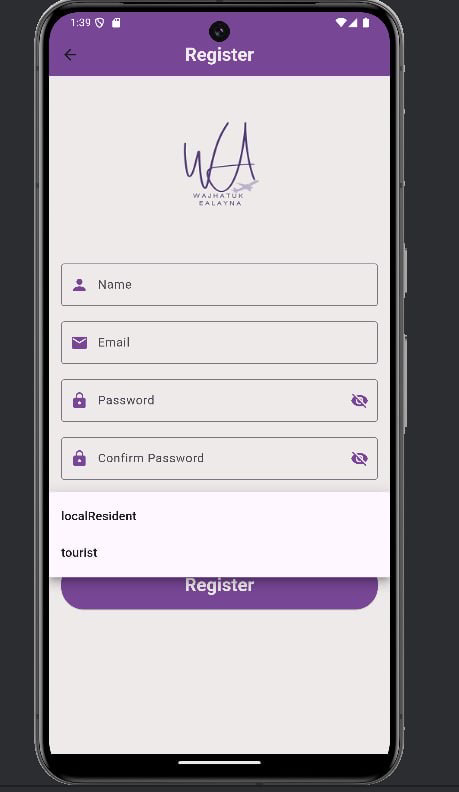 1:39
Register
WA
WAJHATUK
EALAYNA
Name
Email
Password
Confirm Password
localResident
tourist
Register